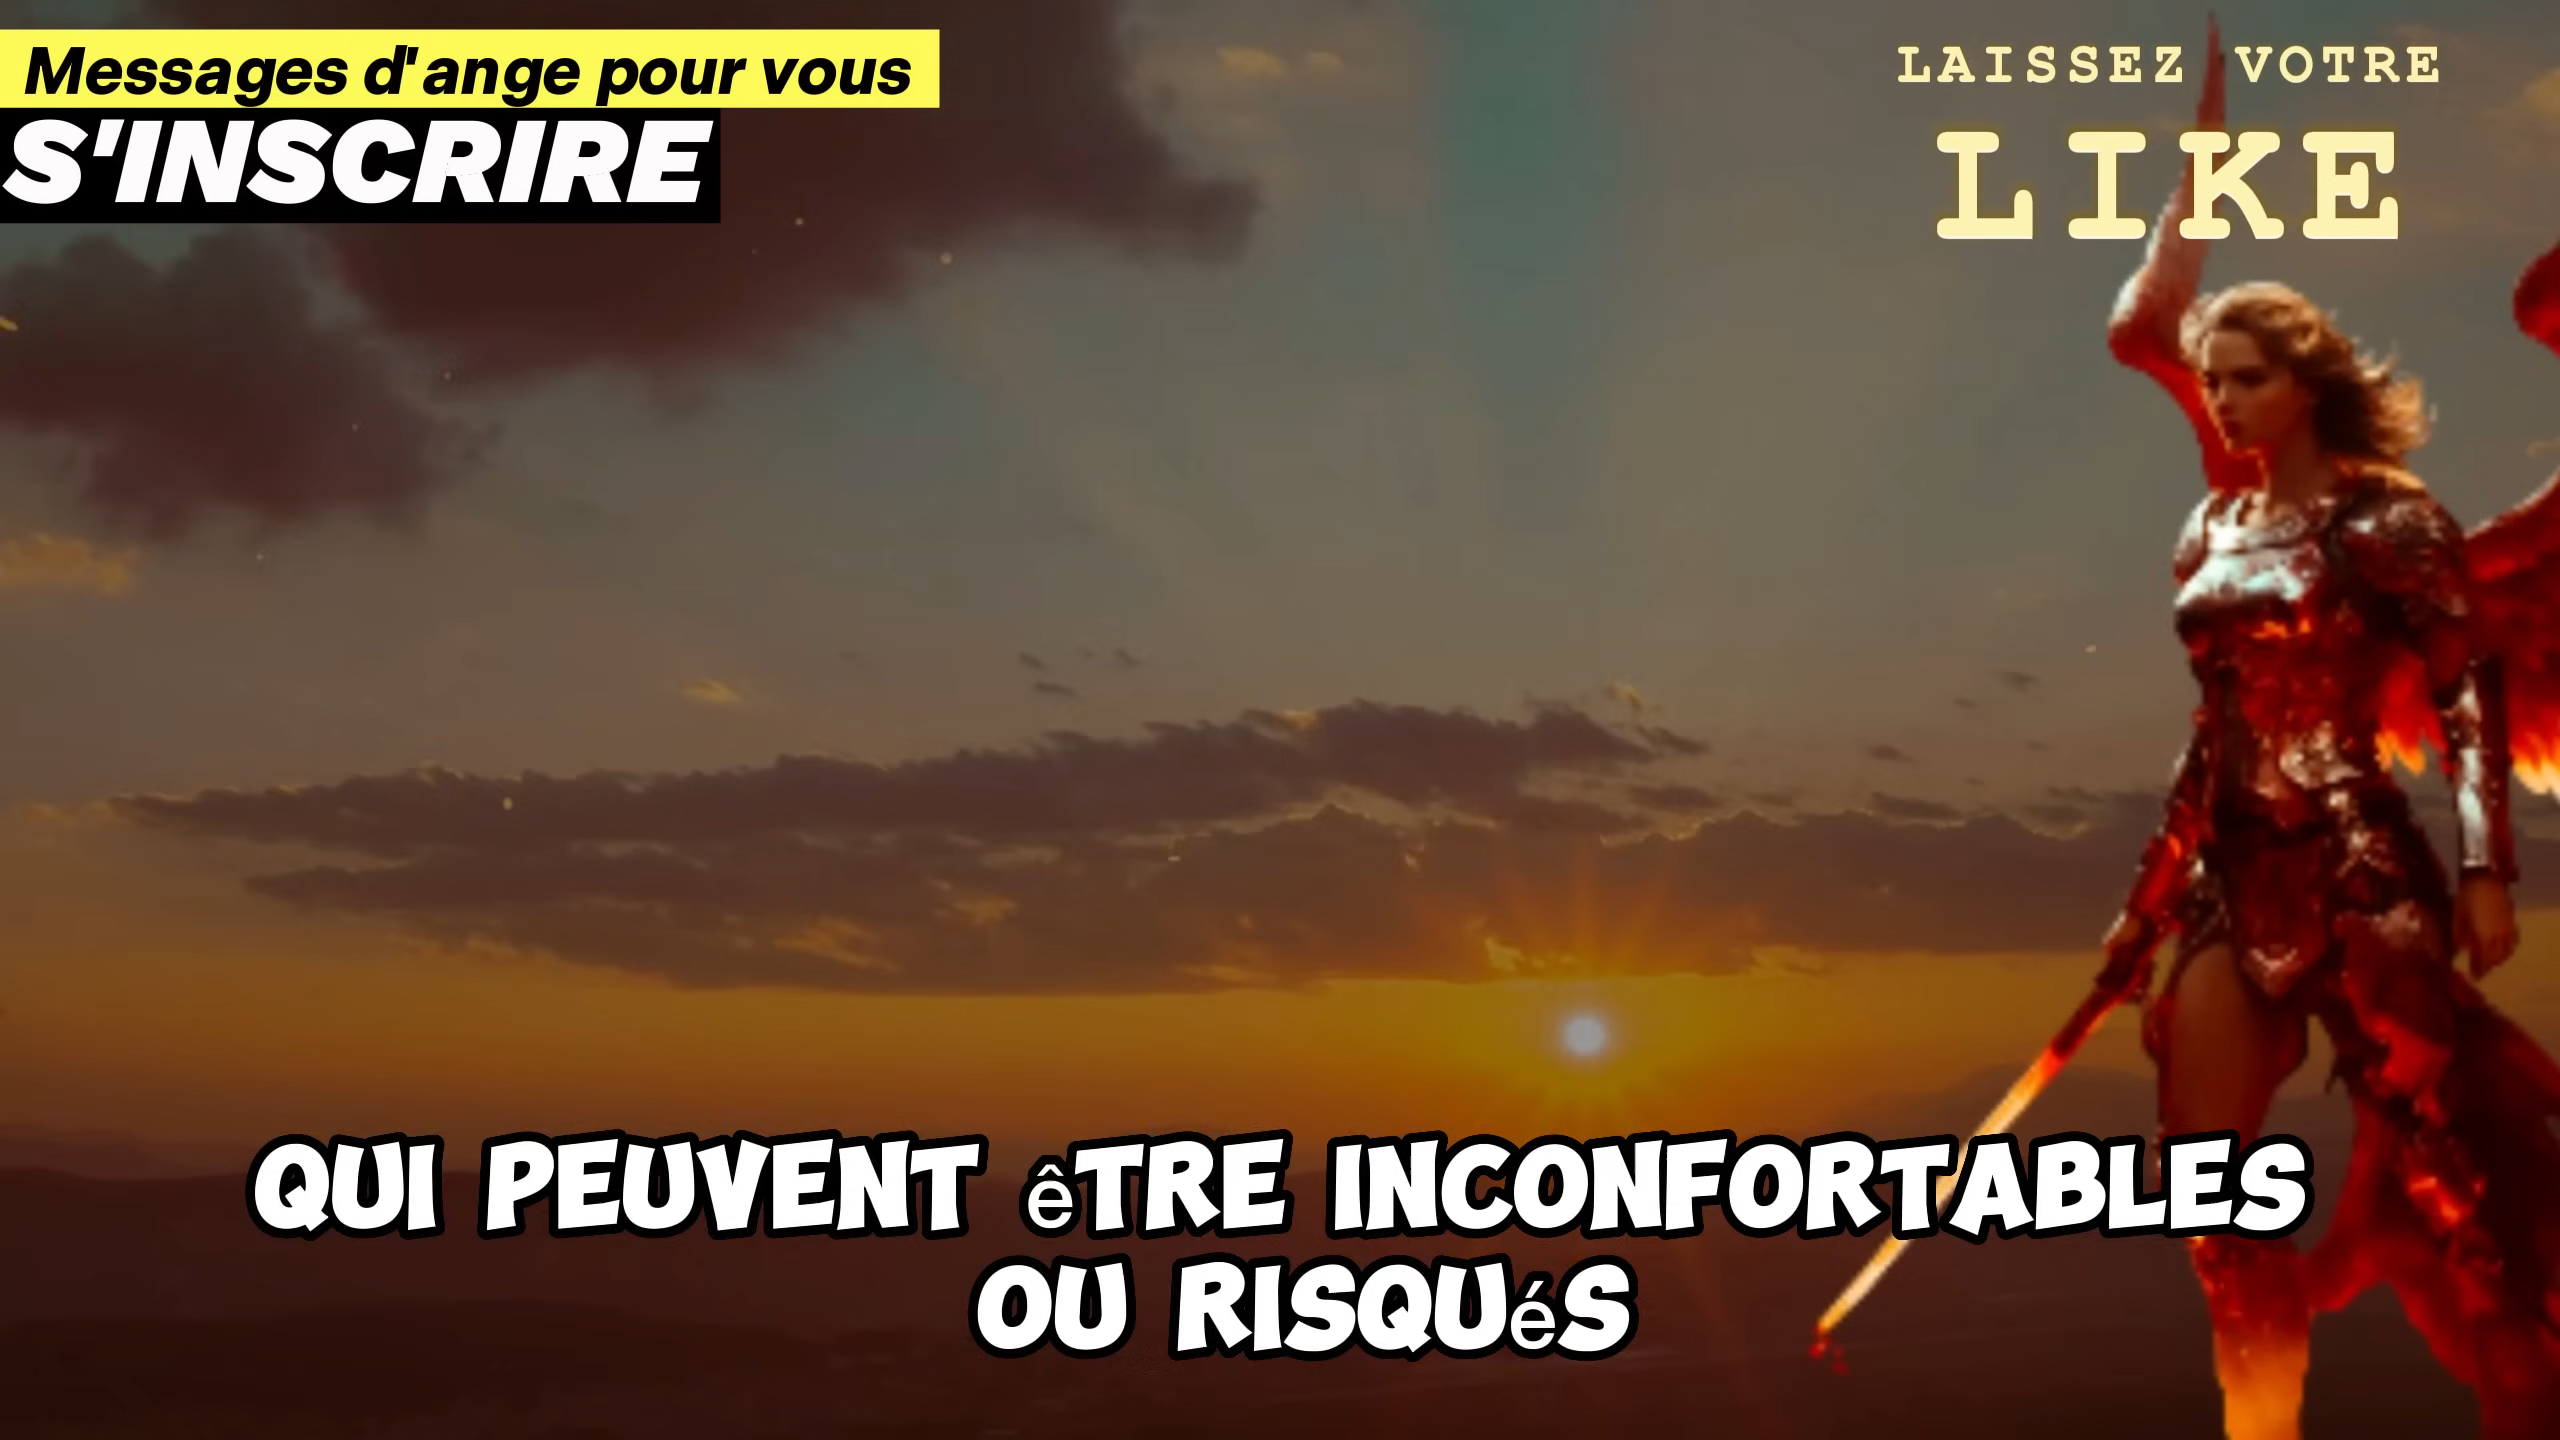 Messages d'ange pour vous
S'INSCRIRE
LAISSEZ VOTRE
LIKE
QUI PEUVENT êTRE INCONFORTABLES
OU RISQUéS